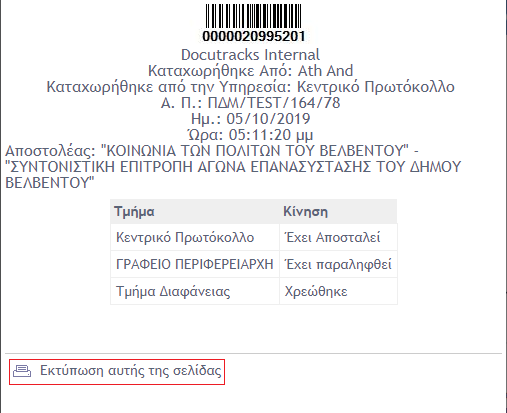 0000020995201
Docutracks Internal
Καταχωρήθηκε Από: Ath And
Καταχωρήθηκε από την Υπηρεσία: Κεντρικό Πρωτόκολλο
Α. Π.: ΠΔΜ/TEST/164/78
Ημ.: 05/10/2019
Ώρα: 05:11:20 μμ
Αποστολέας: "ΚΟΙΝΩΝΙΑ ΤΩΝ ΠΟΛΙΤΩΝ ΤΟΥ ΒΕΛΒΕΝΤΟΥ" -
"ΣΥΝΤΟΝΙΣΤΙΚΗ ΕΠΙΤΡΟΠΗ ΑΓΩΝΑ ΕΠΑΝΑΣΥΣΤΑΣΗΣ ΤΟΥ ΔΗΜΟΥ
ΒΕΛΒΕΝΤΟΥ"
Τμήμα Κίνηση
Κεντρικό Πρωτόκολλο Έχει Αποσταλεί
ΓΡΑΦΕΙΟ ΠΕΡΙΦΕΡΕΙΑΡΧΗ Έχει παραληφθεί
Τμήμα Διαφάνειας Χρεώθηκε
Εκτύπωση αυτής της σελίδας